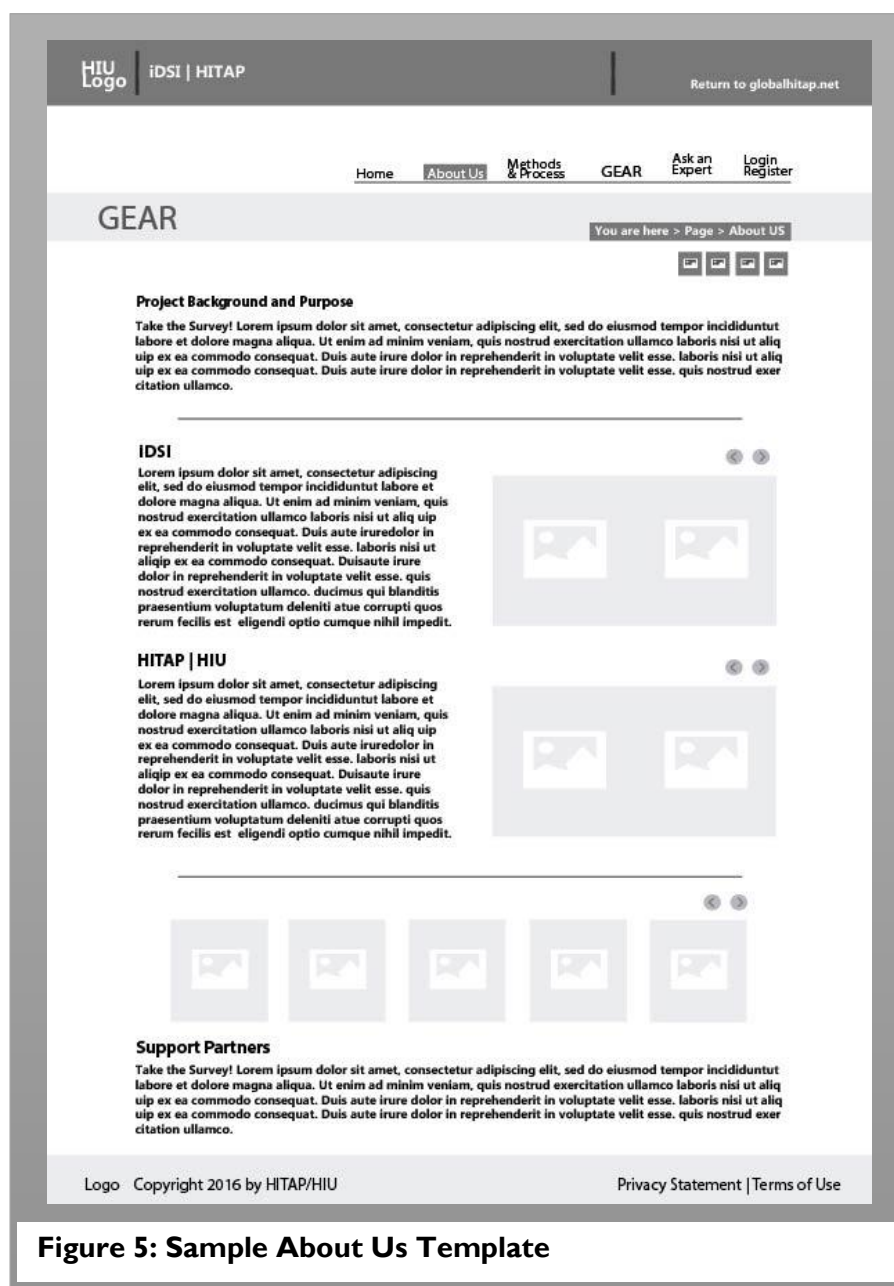 HIU
Logo
iDSI | HITAP
Return to globalhitap.net
Home
About Us
Methods
& Process
GEAR
Ask an
Expert
Login
Register
GEAR
You are here > Page > About US
Project Background and Purpose
Take the Survey! Lorem ipsum dolor sit amet, consectetur adipiscing elit, sed do eiusmod tempor incididuntut
labore et dolore magna aliqua. Ut enim ad minim veniam, quis nostrud exercitation ullamco laboris nisi ut aliq
uip ex ea commodo consequat. Duis aute irure dolor in reprehenderit in voluptate velit esse. laboris nisi ut aliq
uip ex ea commodo consequat. Duis aute irure dolor in reprehenderit in voluptate velit esse. quis nostrud exer
citation ullamco.
iDSI
Lorem ipsum dolor sit amet, consectetur adipiscing
elit, sed do eiusmod tempor incididuntut labore et
dolore magna aliqua. Ut enim ad minim veniam, quis
nostrud exercitation ullamco laboris nisi ut aliq uip
ex ea commodo consequat. Duis aute iruredolor in
reprehenderit in voluptate velit esse. laboris nisi ut
aliqip ex ea commodo consequat. Duisaute irure
dolor in reprehenderit in voluptate velit esse. quis
nostrud exercitation ullamco. ducimus qui blanditis
praesentium voluptatum deleniti atue corrupti quos
rerum fecilis est eligendi optio cumque nihil impedit.
HITAP | HIU
Lorem ipsum dolor sit amet, consectetur adipiscing
elit, sed do eiusmod tempor incididuntut labore et
dolore magna aliqua. Ut enim ad minim veniam, quis
nostrud exercitation ullamco laboris nisi ut aliq uip
ex ea commodo consequat. Duis aute iruredolor in
reprehenderit in voluptate velit esse. laboris nisi ut
aliqip ex ea commodo consequat. Duisaute irure
dolor in reprehenderit in voluptate velit esse. quis
nostrud exercitation ullamco. ducimus qui blanditis
praesentium voluptatum deleniti atue corrupti quos
rerum fecilis est eligendi optio cumque nihil impedit.
Support Partners
Take the Survey! Lorem ipsum dolor sit amet, consectetur adipiscing elit, sed do eiusmod tempor incididuntut
labore et dolore magna aliqua. Ut enim ad minim veniam, quis nostrud exercitation ullamco laboris nisi ut aliq
uip ex ea commodo consequat. Duis aute irure dolor in reprehenderit in voluptate velit esse. laboris nisi ut aliq
uip ex ea commodo consequat. Duis aute irure dolor in reprehenderit in voluptate velit esse. quis nostrud exer
citation ullamco.
Logo Copyright 2016 by HITAP/HIU
Privacy Statement | Terms of Use
Figure 5: Sample About Us Template